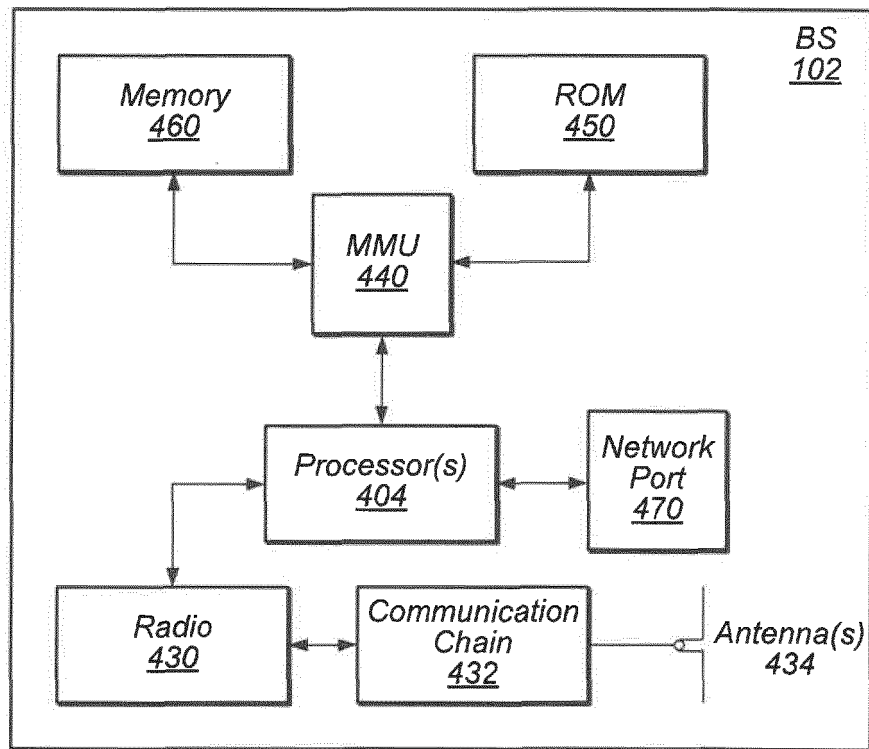 BS
102
Memory
460
ROM
450
MMU
440
Processor(s)
404
Network
Port
470
Radio
430
Communication
Chain
432
Antenna(s)
434